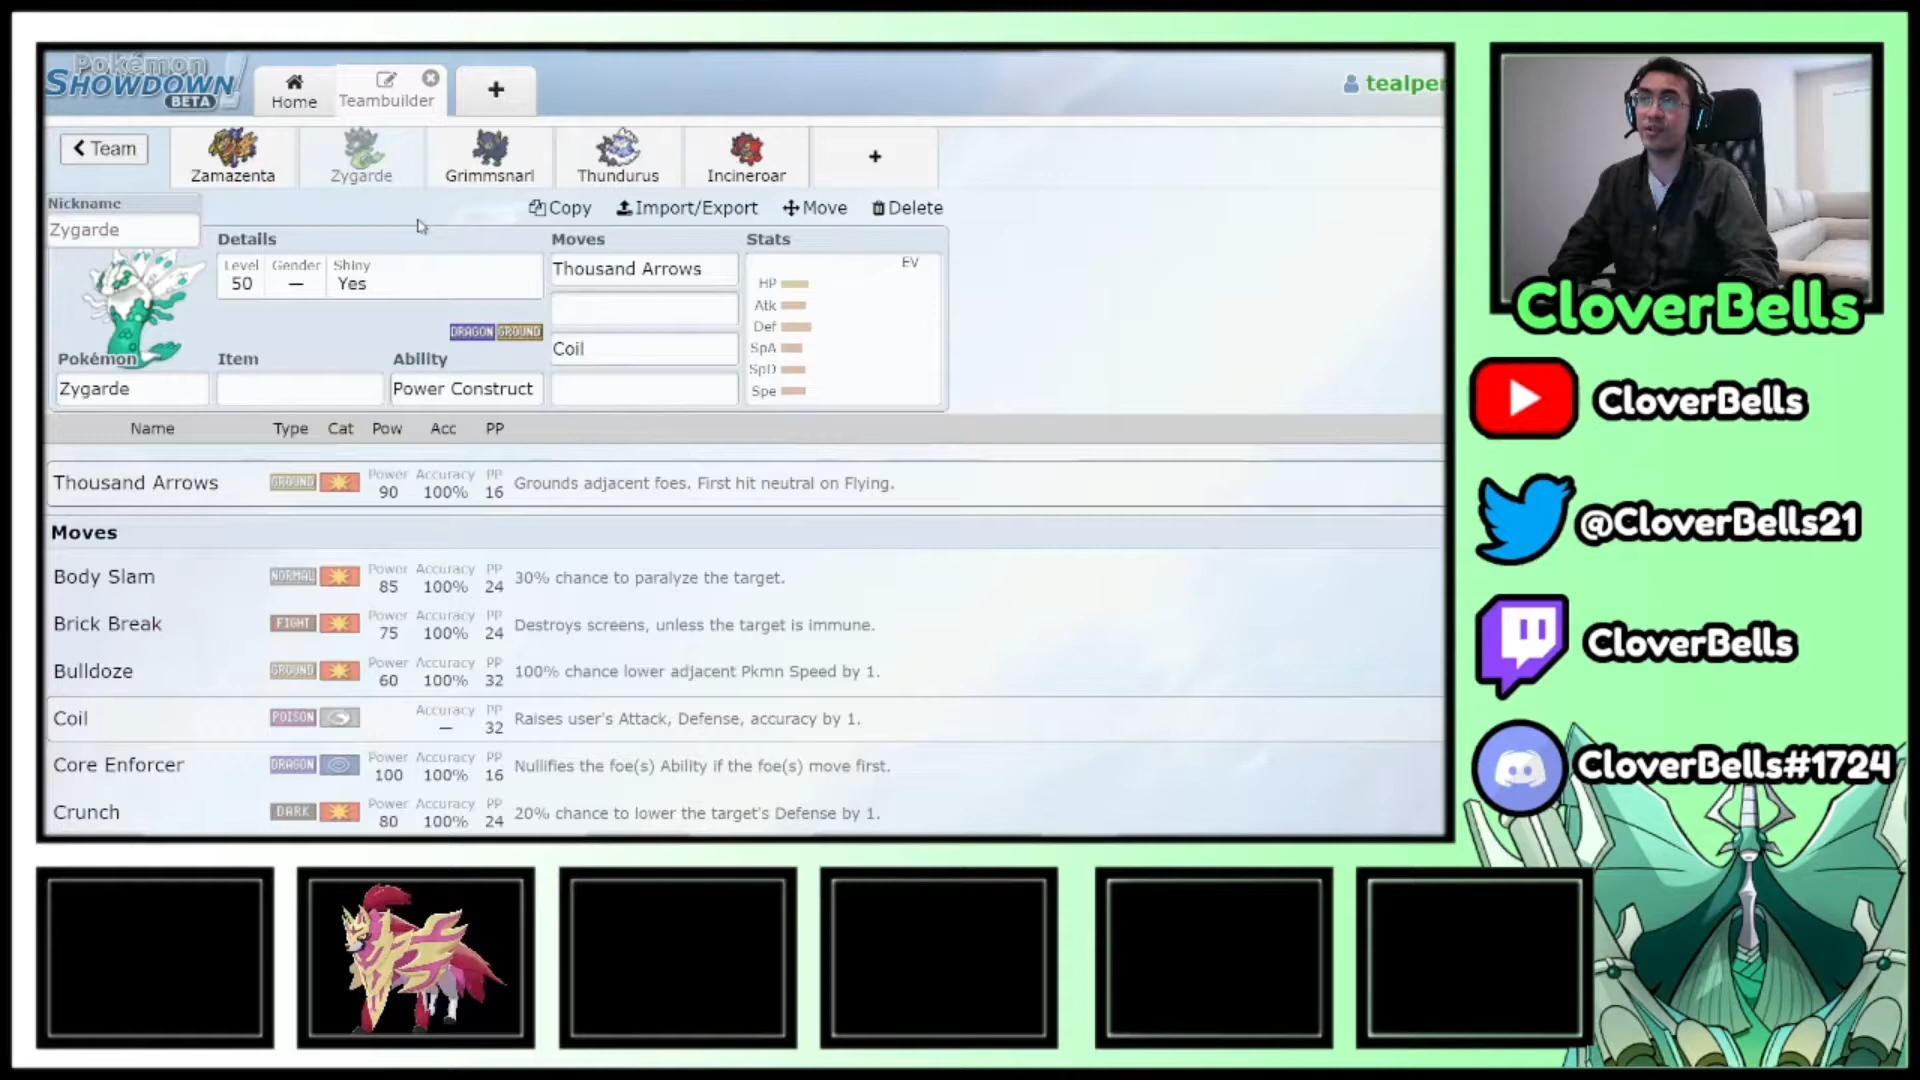 Pokémon
SHOWDOWN!
BETA
Home
Teambuilder
+
tealper
Team
Zamazenta
Zygarde
Grimmsnarl
Thundurus
Incineroar
+
Nickname
Zygarde
Copy
Import/Export
Move
Delete
Details
Moves
Stats
Level
Gender
Shiny
50
—
Yes
Thousand Arrows
EV
HP
Atk
Def
SpA
SpD
Spe
DRAGON GROUND
Coil
Pokémon
Item
Ability
Zygarde
Power Construct
Name Type Cat Pow Acc PP
Thousand Arrows GROUND Power 90 Accuracy 100% PP 16 Grounds adjacent foes. First hit neutral on Flying.
Moves
Body Slam NORMAL Power 85 Accuracy 100% PP 24 30% chance to paralyze the target.
Brick Break FIGHT Power 75 Accuracy 100% PP 24 Destroys screens, unless the target is immune.
Bulldoze GROUND Power 60 Accuracy 100% PP 32 100% chance lower adjacent Pkmn Speed by 1.
Coil POISON Accuracy — PP 32 Raises user's Attack, Defense, accuracy by 1.
Core Enforcer DRAGON Power 100 Accuracy 100% PP 16 Nullifies the foe(s) Ability if the foe(s) move first.
Crunch DARK Power 80 Accuracy 100% PP 24 20% chance to lower the target's Defense by 1.
CloverBells
CloverBells
@CloverBells21
CloverBells
CloverBells#1724